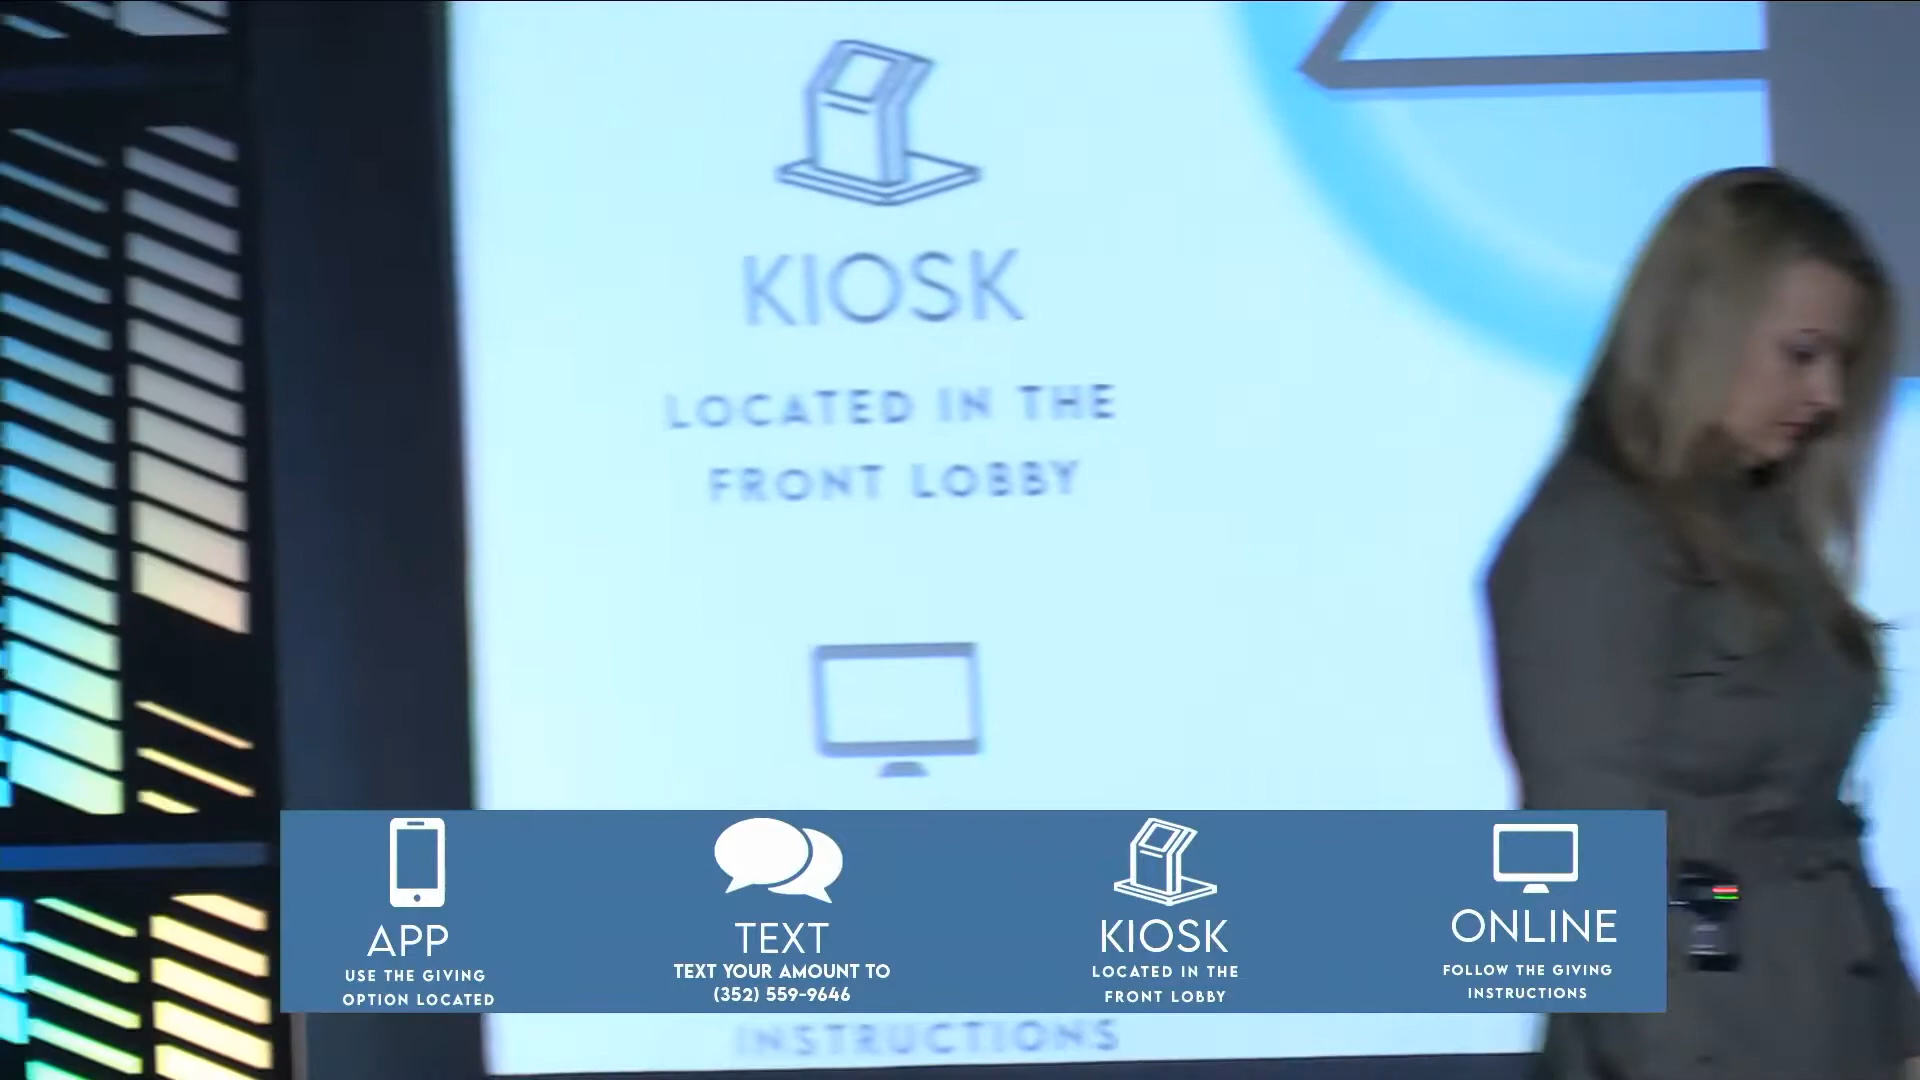 KIOSK
LOCATED IN THE
FRONT LOBBY
APP
USE THE GIVING
OPTION LOCATED
TEXT
TEXT YOUR AMOUNT TO
(352) 559-9646
KIOSK
LOCATED IN THE
FRONT LOBBY
ONLINE
FOLLOW THE GIVING
INSTRUCTIONS
INSTRUCTIONS